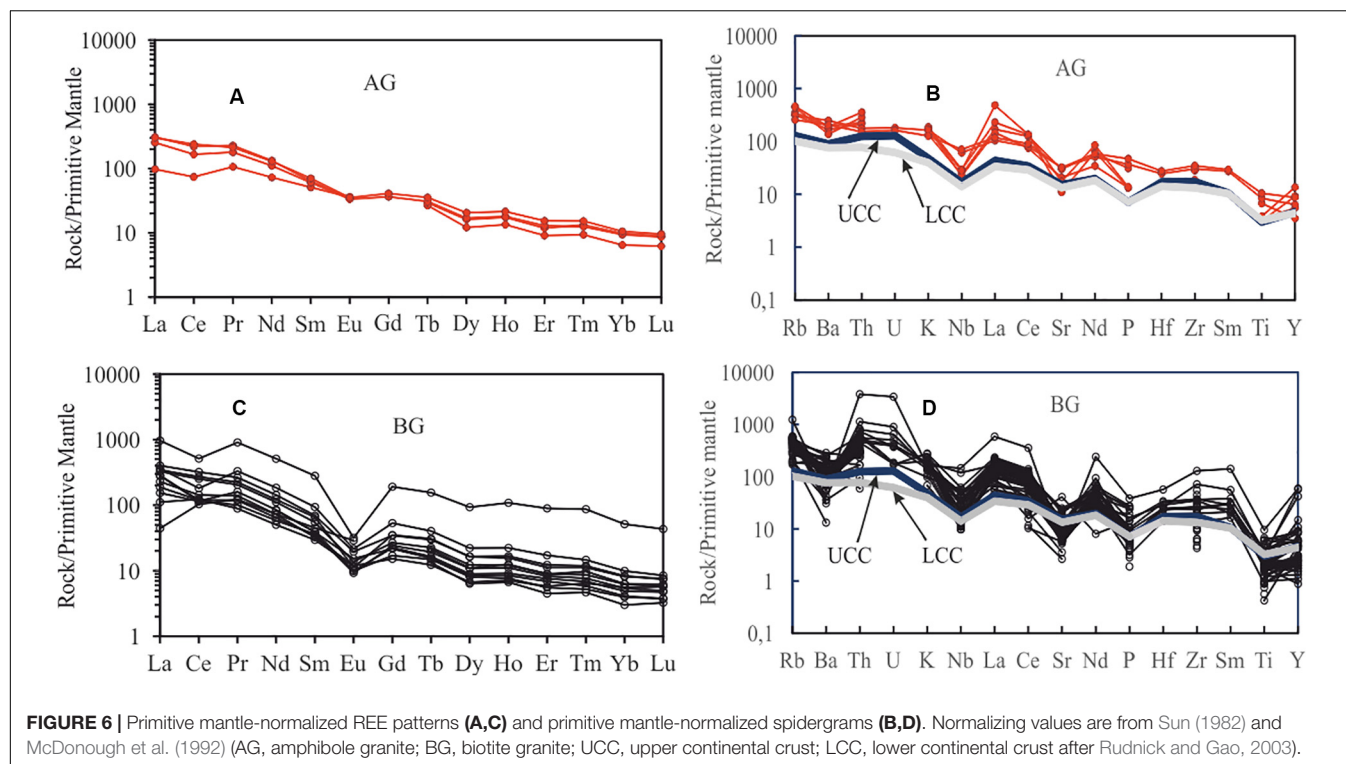 10000
1000
100
10
1
Rock/Primitive Mantle
A
AG
La Ce Pr Nd Sm Eu Gd Tb Dy Ho Er Tm Yb Lu
10000
1000
100
10
1
0,1
Rock/Primitive mantle
AG
B
UCC
LCC
Rb Ba Th U K Nb La Ce Sr Nd P Hf Zr Sm Ti Y
10000
1000
100
10
1
Rock/Primitive Mantle
C
BG
La Ce Pr Nd Sm Eu Gd Tb Dy Ho Er Tm Yb Lu
10000
1000
100
10
1
0,1
Rock/Primitive mantle
D
BG
UCC
LCC
Rb Ba Th U K Nb La Ce Sr Nd P Hf Zr Sm Ti Y
FIGURE 6 | Primitive mantle-normalized REE patterns (A,C) and primitive mantle-normalized spidergrams (B,D). Normalizing values are from Sun (1982) and
McDonough et al. (1992) (AG, amphibole granite; BG, biotite granite; UCC, upper continental crust; LCC, lower continental crust after Rudnick and Gao, 2003).